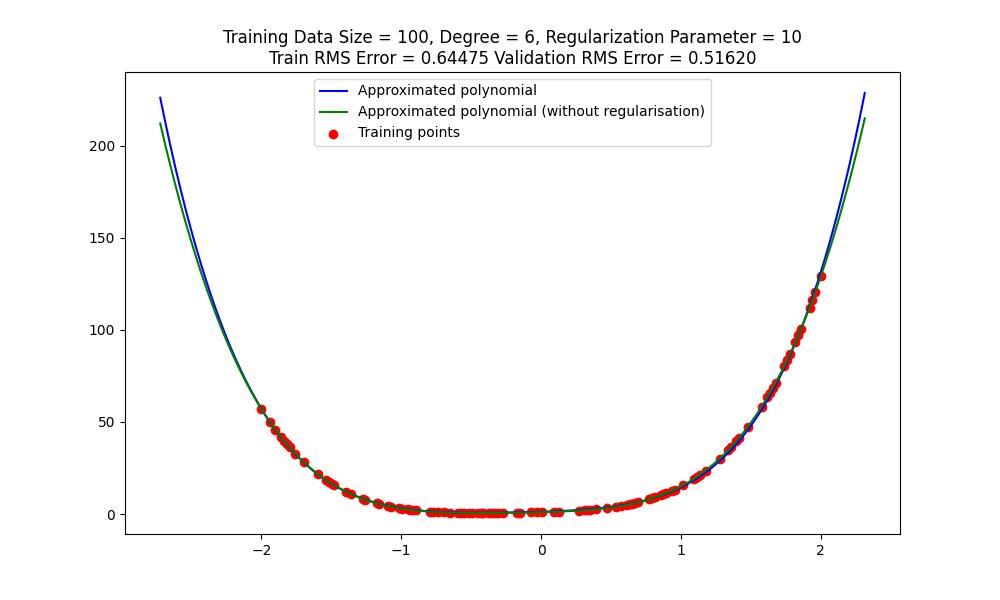 Training Data Size = 100, Degree = 6, Regularization Parameter = 10
Train RMS Error = 0.64475 Validation RMS Error = 0.51620
Approximated polynomial
Approximated polynomial (without regularisation)
Training points
200
150
100
50
0
−2
−1
0
1
2